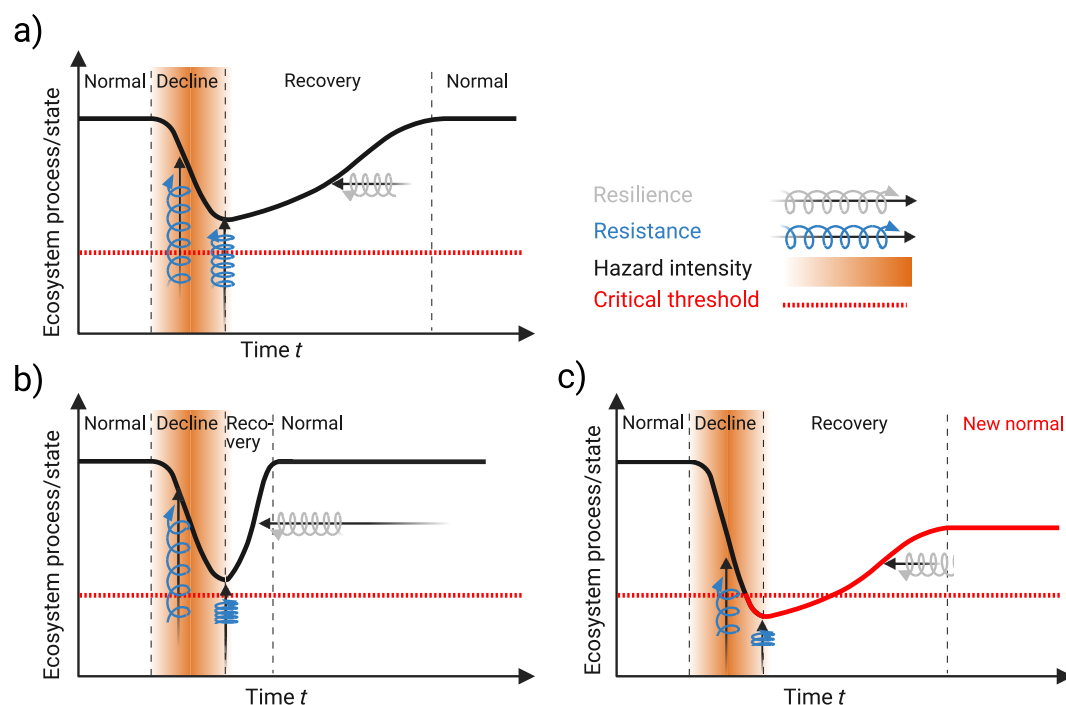 a)
Normal
Decline
Recovery
Normal
Ecosystem process/state
Time t
Resilience
Resistance
Hazard intensity
Critical threshold
b)
Normal
Decline
Reco-
very
Normal
Ecosystem process/state
Time t
c)
Normal
Decline
Recovery
New normal
Ecosystem process/state
Time t